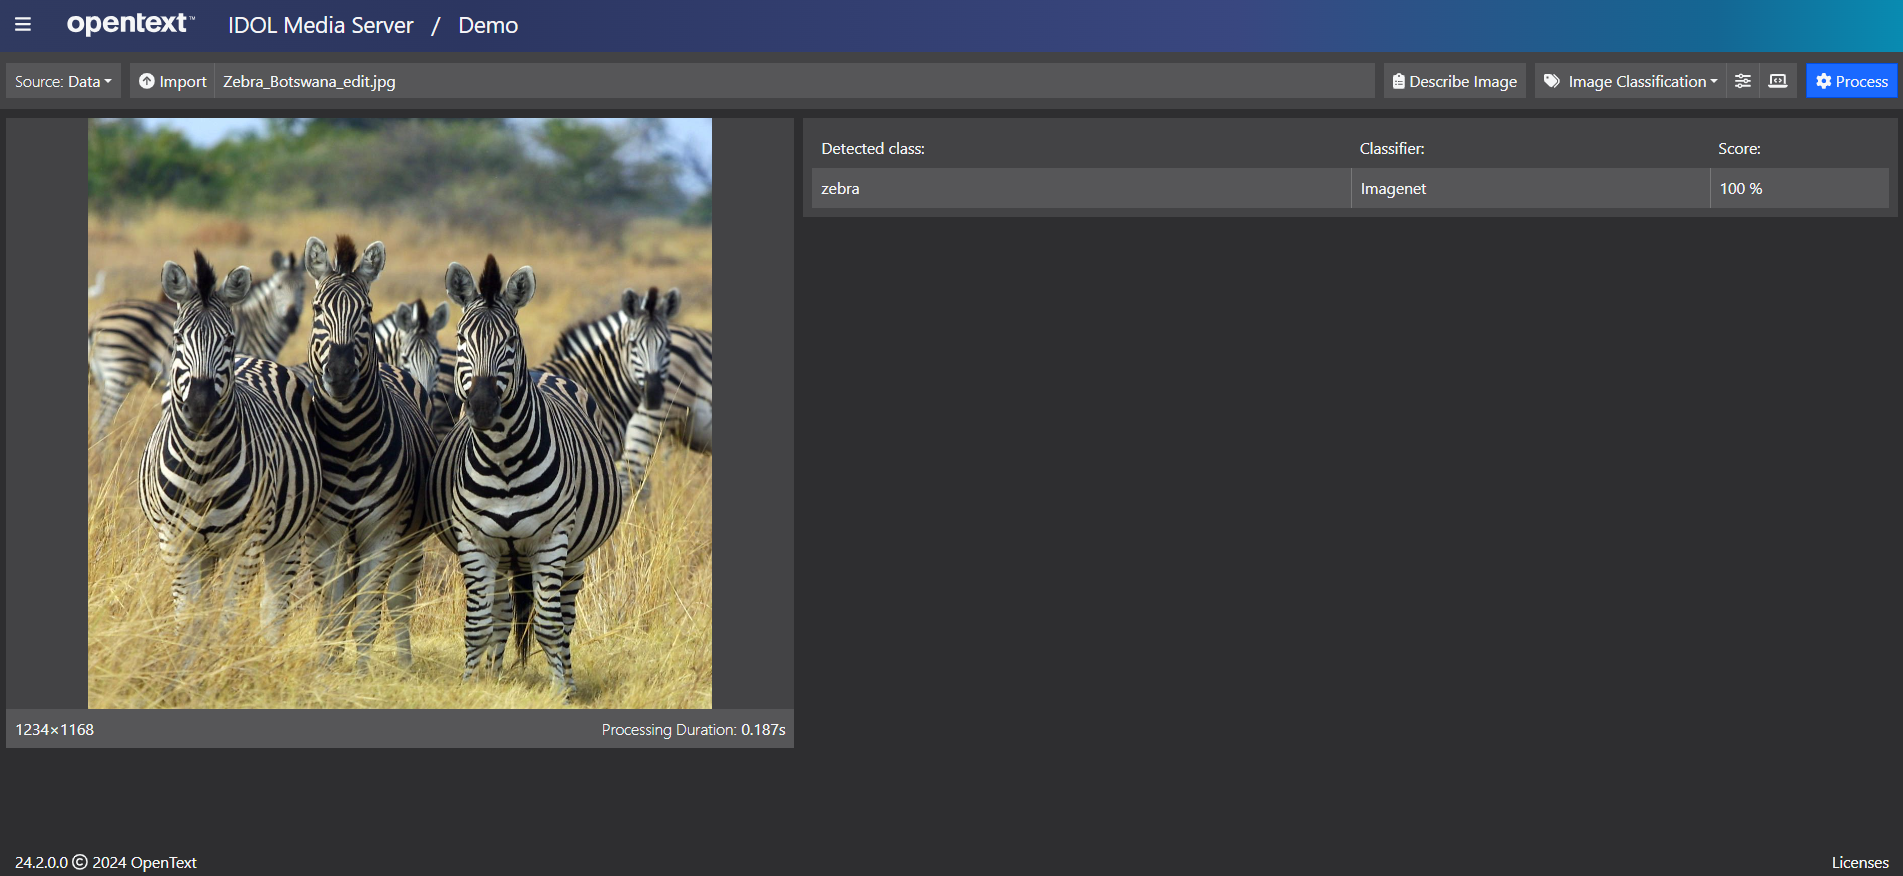 opentext™ IDOL Media Server / Demo
Source: Data Import Zebra_Botswana_edit.jpg Describe Image Image Classification Process
Detected class: Classifier: Score:
zebra Imagenet 100 %
1234×1168 Processing Duration: 0.187s
24.2.0.0 © 2024 OpenText Licenses